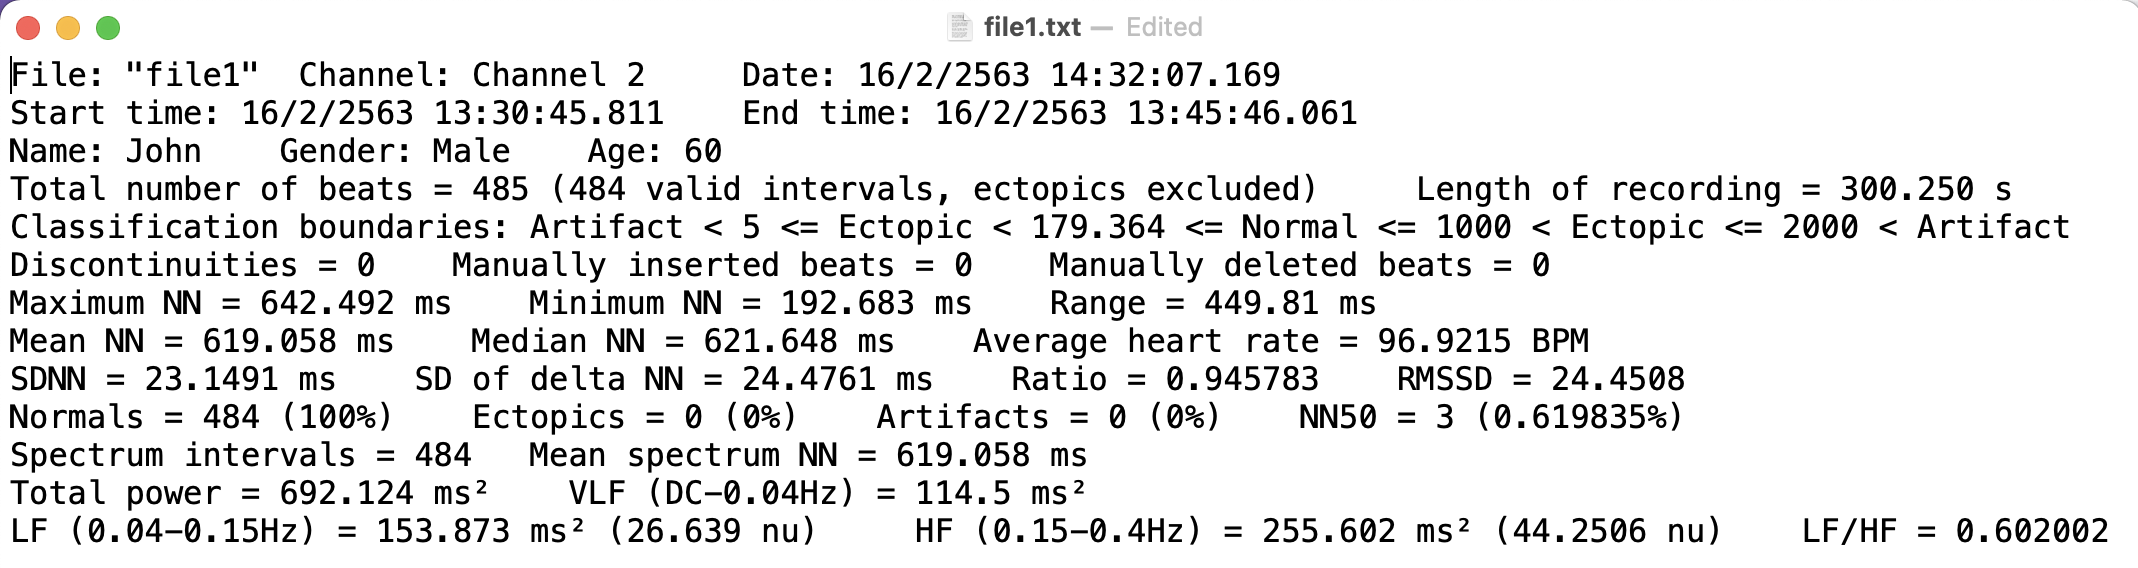 file1.txt — Edited
File: "file1"  Channel: Channel 2     Date: 16/2/2563 14:32:07.169
Start time: 16/2/2563 13:30:45.811    End time: 16/2/2563 13:45:46.061
Name: John    Gender: Male    Age: 60
Total number of beats = 485 (484 valid intervals, ectopics excluded)     Length of recording = 300.250 s
Classification boundaries: Artifact < 5 <= Ectopic < 179.364 <= Normal <= 1000 < Ectopic <= 2000 < Artifact
Discontinuities = 0    Manually inserted beats = 0    Manually deleted beats = 0
Maximum NN = 642.492 ms    Minimum NN = 192.683 ms    Range = 449.81 ms
Mean NN = 619.058 ms    Median NN = 621.648 ms    Average heart rate = 96.9215 BPM
SDNN = 23.1491 ms    SD of delta NN = 24.4761 ms    Ratio = 0.945783    RMSSD = 24.4508
Normals = 484 (100%)    Ectopics = 0 (0%)    Artifacts = 0 (0%)    NN50 = 3 (0.619835%)
Spectrum intervals = 484   Mean spectrum NN = 619.058 ms
Total power = 692.124 ms²    VLF (DC-0.04Hz) = 114.5 ms²
LF (0.04-0.15Hz) = 153.873 ms² (26.639 nu)     HF (0.15-0.4Hz) = 255.602 ms² (44.2506 nu)    LF/HF = 0.602002